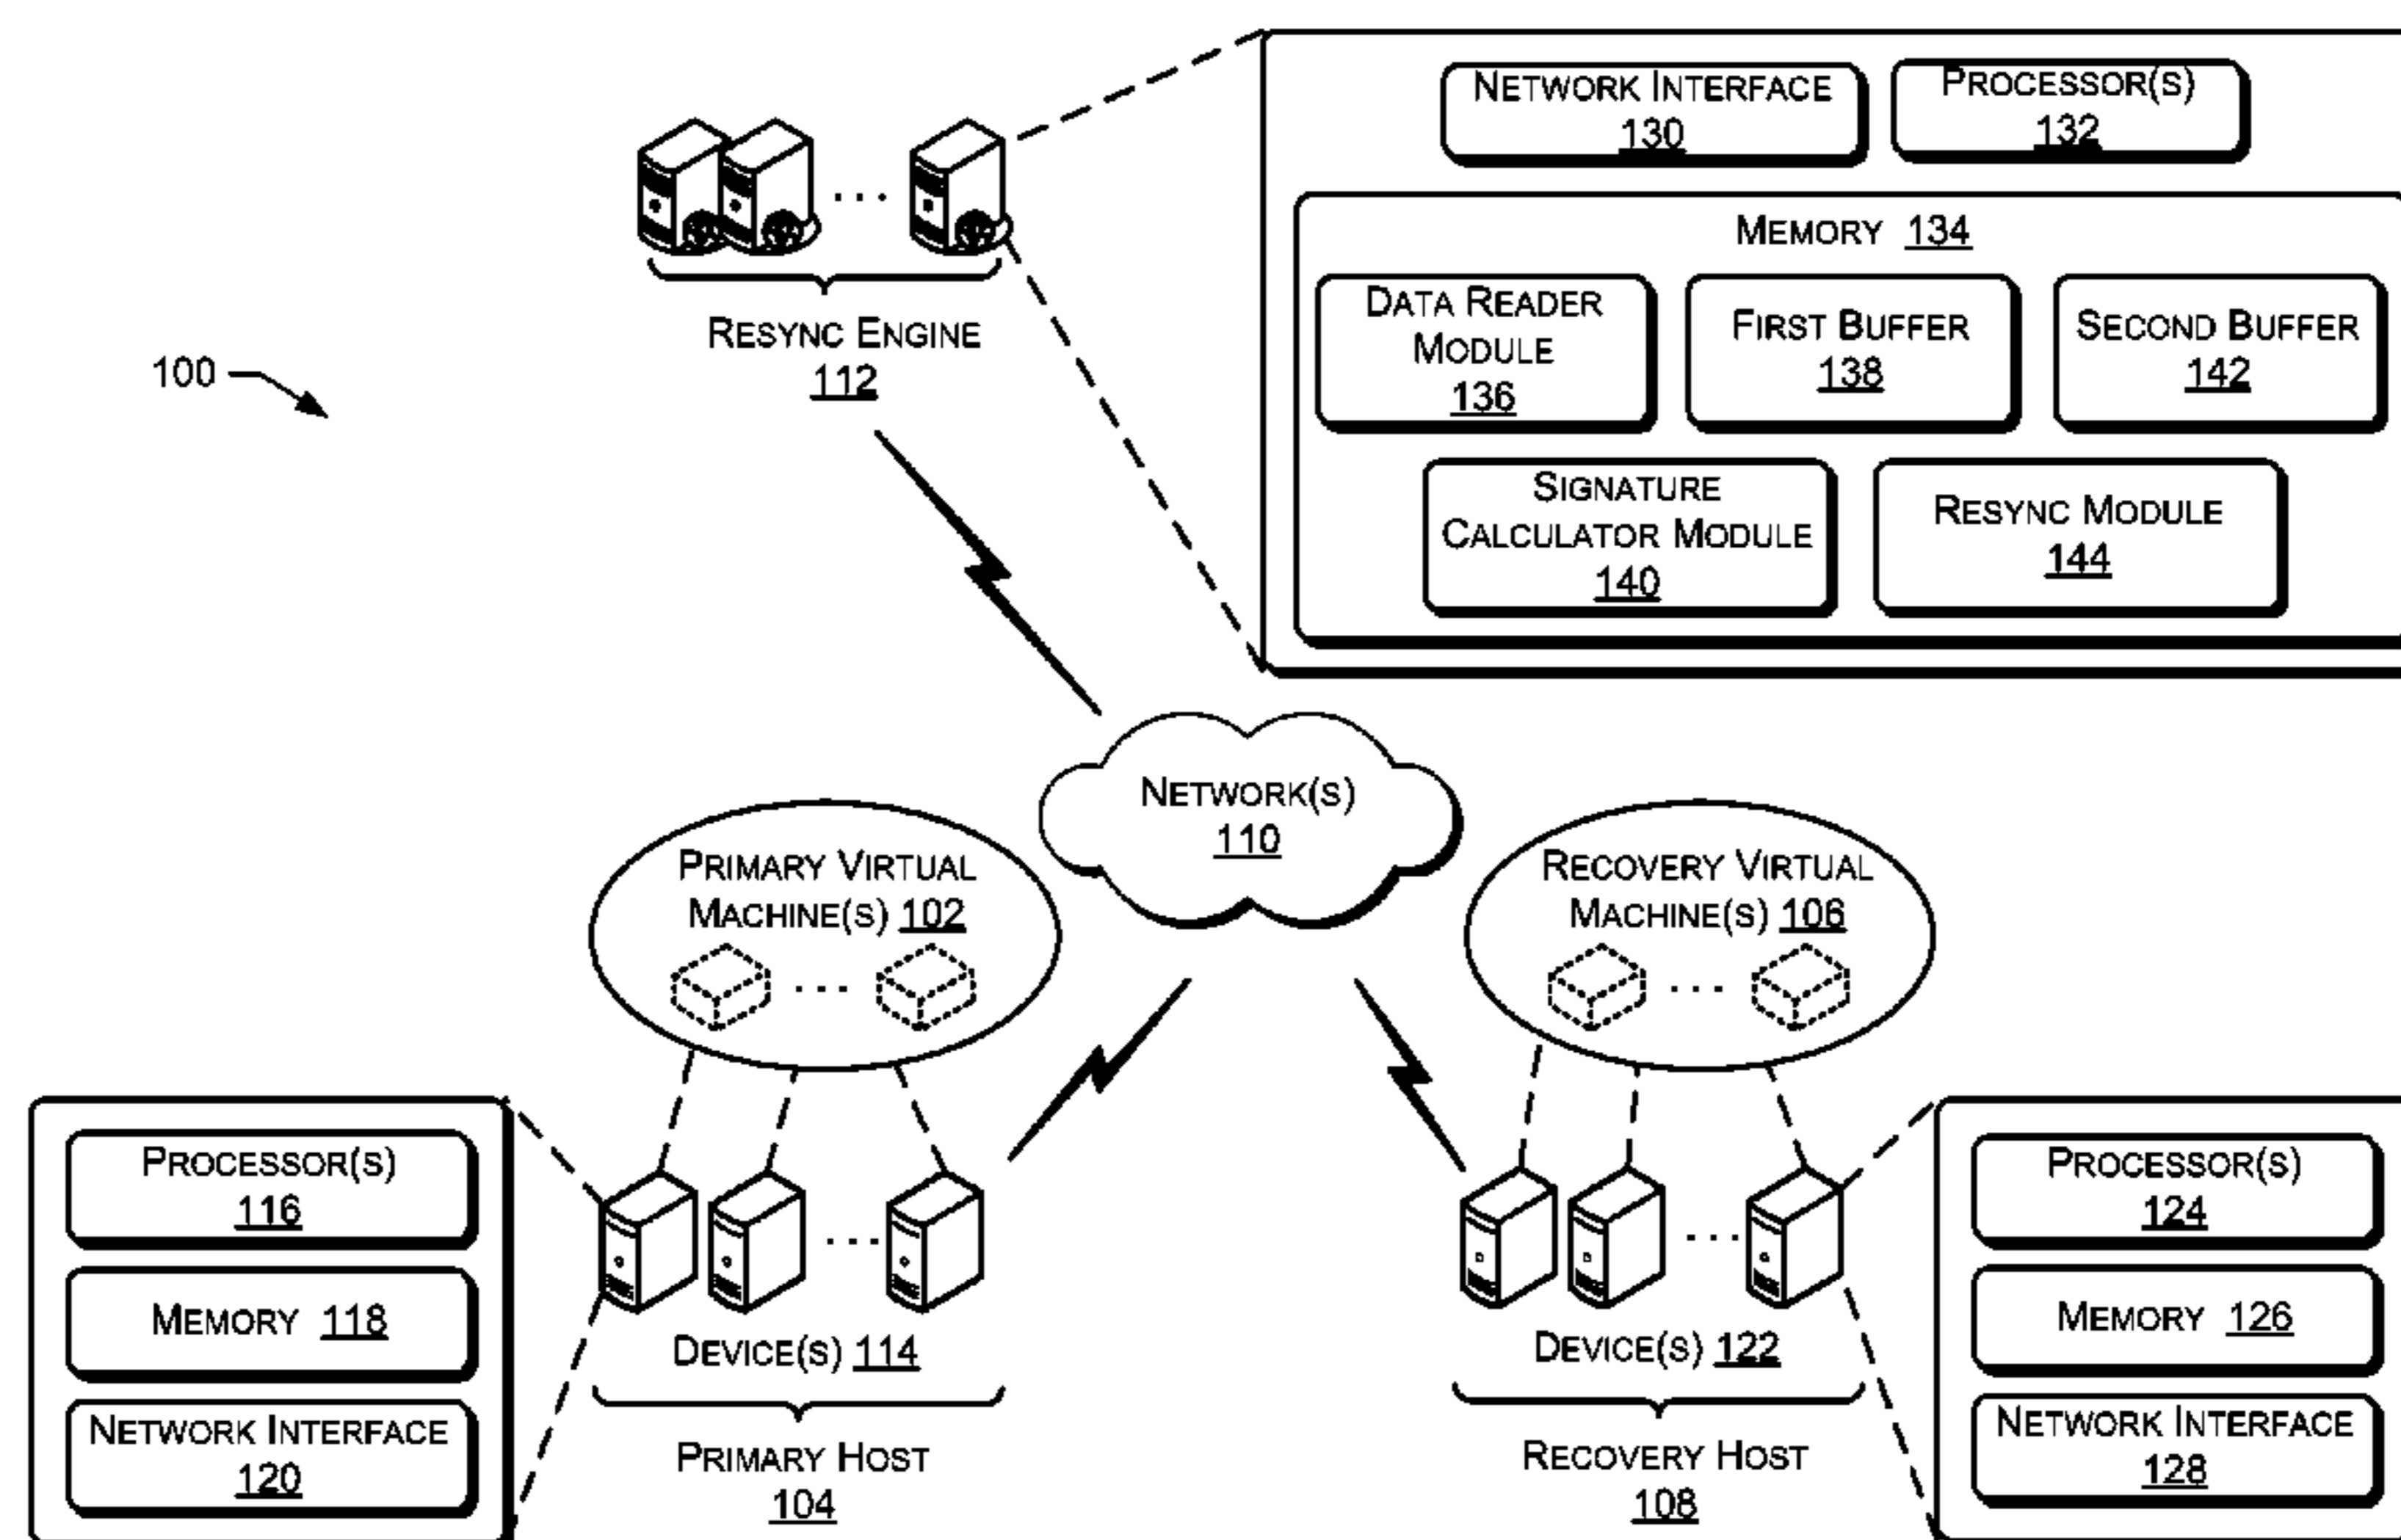 NETWORK INTERFACE
130
PROCESSOR(S)
132
MEMORY 134
DATA READER
MODULE
136
FIRST BUFFER
138
SECOND BUFFER
142
SIGNATURE
CALCULATOR MODULE
140
RESYNC MODULE
144
RESYNC ENGINE
112
100
NETWORK(S)
110
PRIMARY VIRTUAL
MACHINE(S) 102
RECOVERY VIRTUAL
MACHINE(S) 106
PROCESSOR(S)
116
MEMORY 118
NETWORK INTERFACE
120
DEVICE(S) 114
PRIMARY HOST
104
DEVICE(S) 122
RECOVERY HOST
108
PROCESSOR(S)
124
MEMORY 126
NETWORK INTERFACE
128